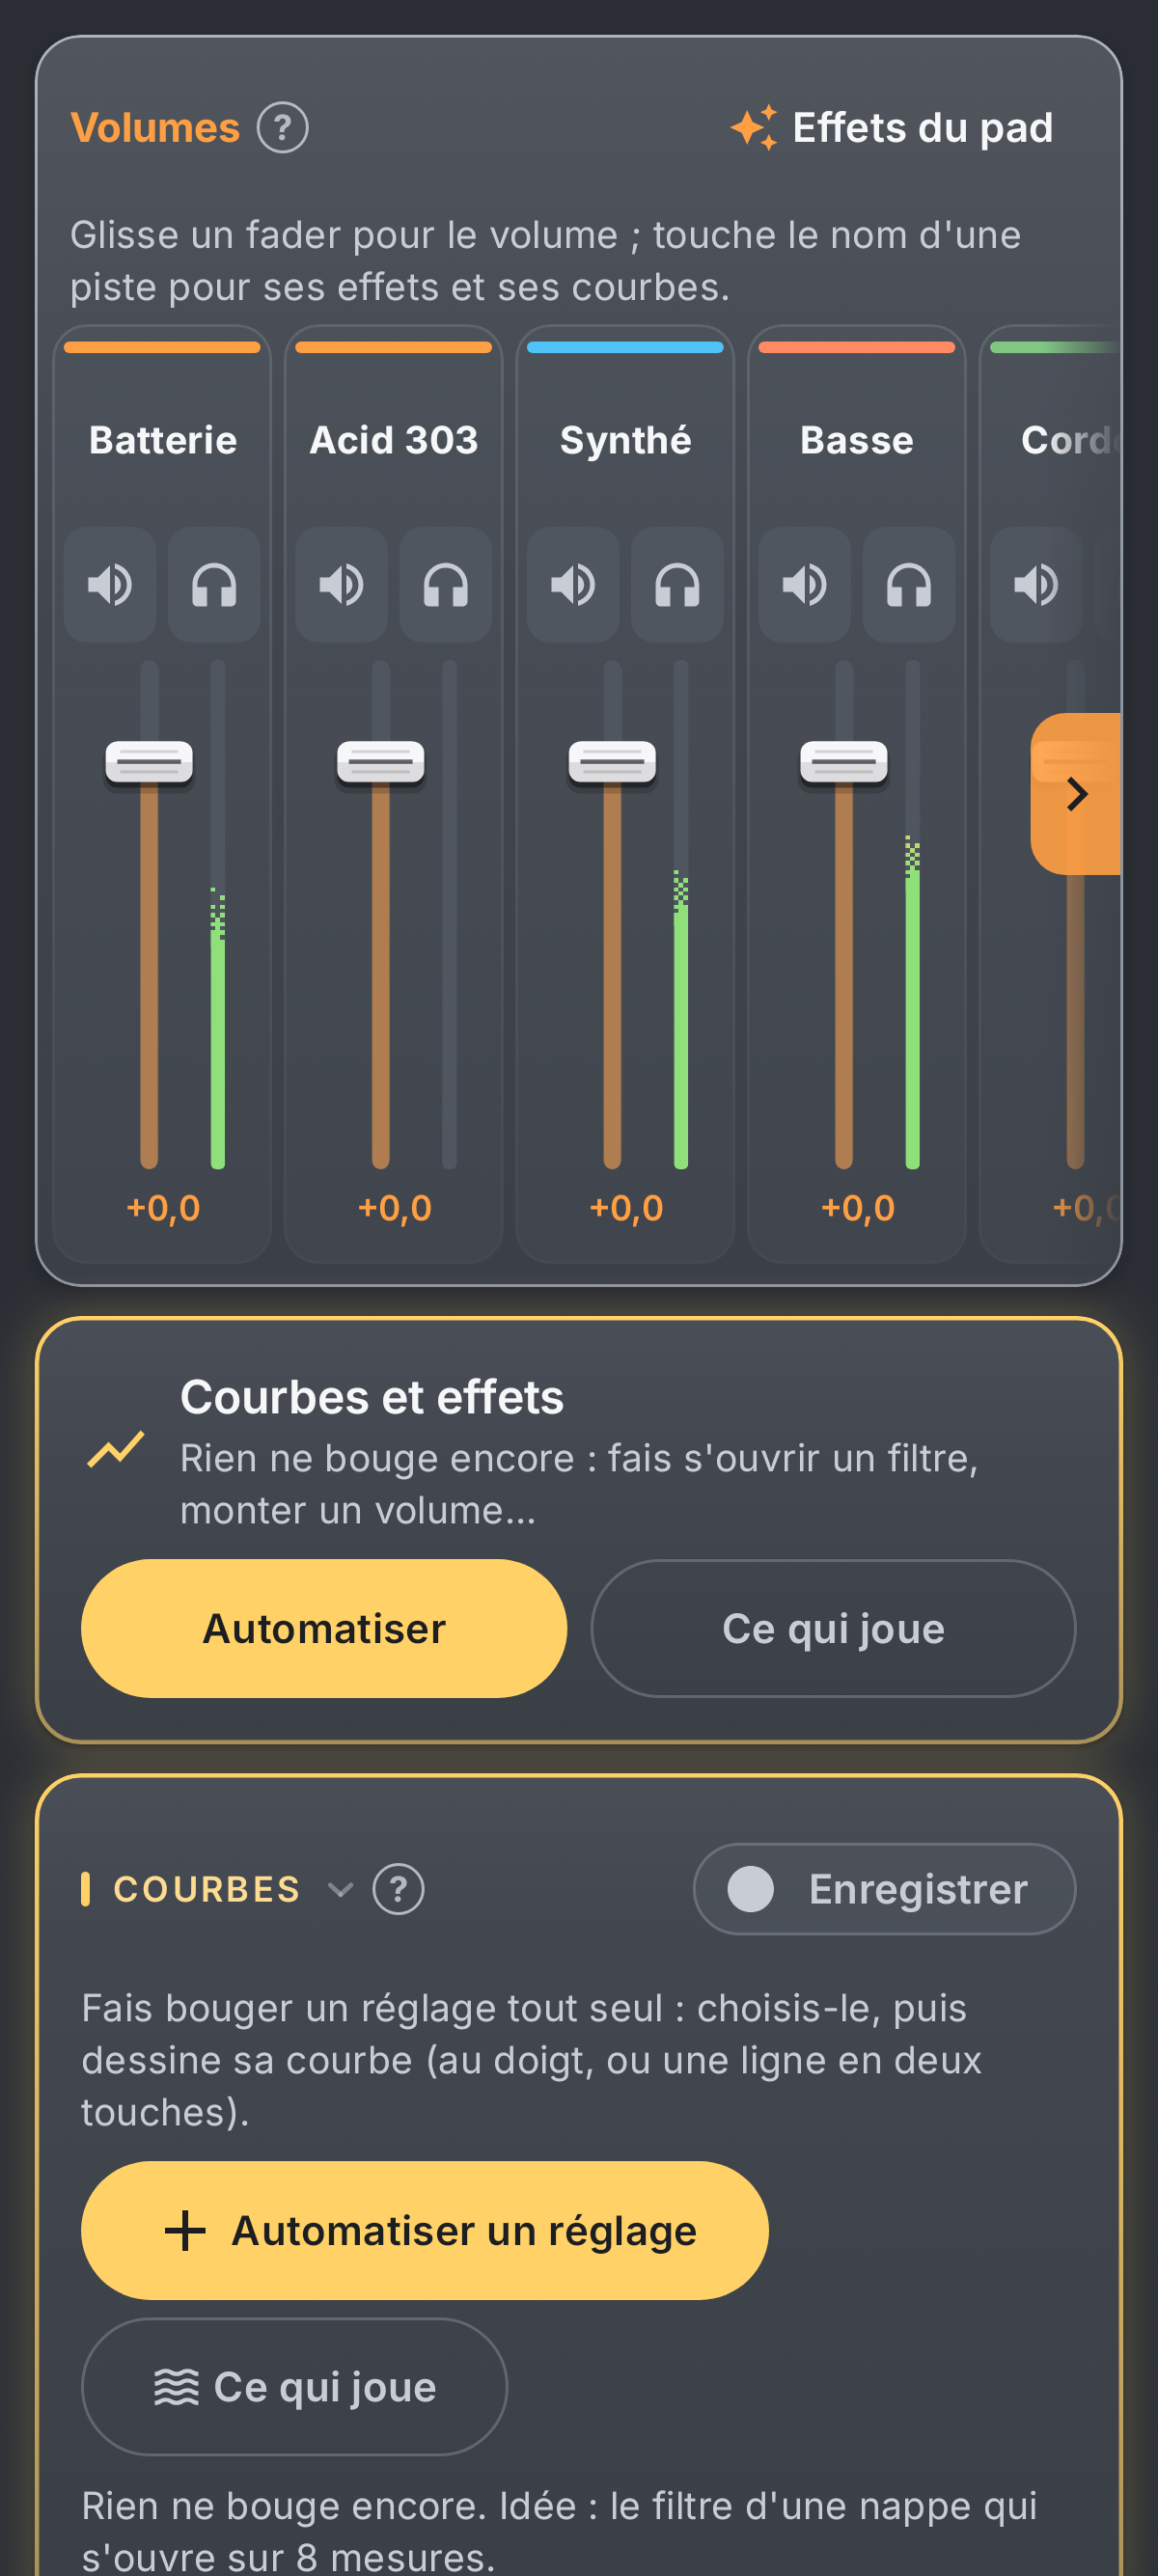 Volumes ? Effets du pad
Glisse un fader pour le volume ; touche le nom d'une
piste pour ses effets et ses courbes.
Batterie Acid 303 Synthé Basse
+0,0 +0,0 +0,0 +0,0 +0,0
Courbes et effets
Rien ne bouge encore : fais s'ouvrir un filtre,
monter un volume...
Automatiser Ce qui joue
COURBES ? Enregistrer
Fais bouger un réglage tout seul : choisis-le, puis
dessine sa courbe (au doigt, ou une ligne en deux
touches).
Automatiser un réglage
Ce qui joue
Rien ne bouge encore. Idée : le filtre d'une nappe qui
s'ouvre sur 8 mesures.